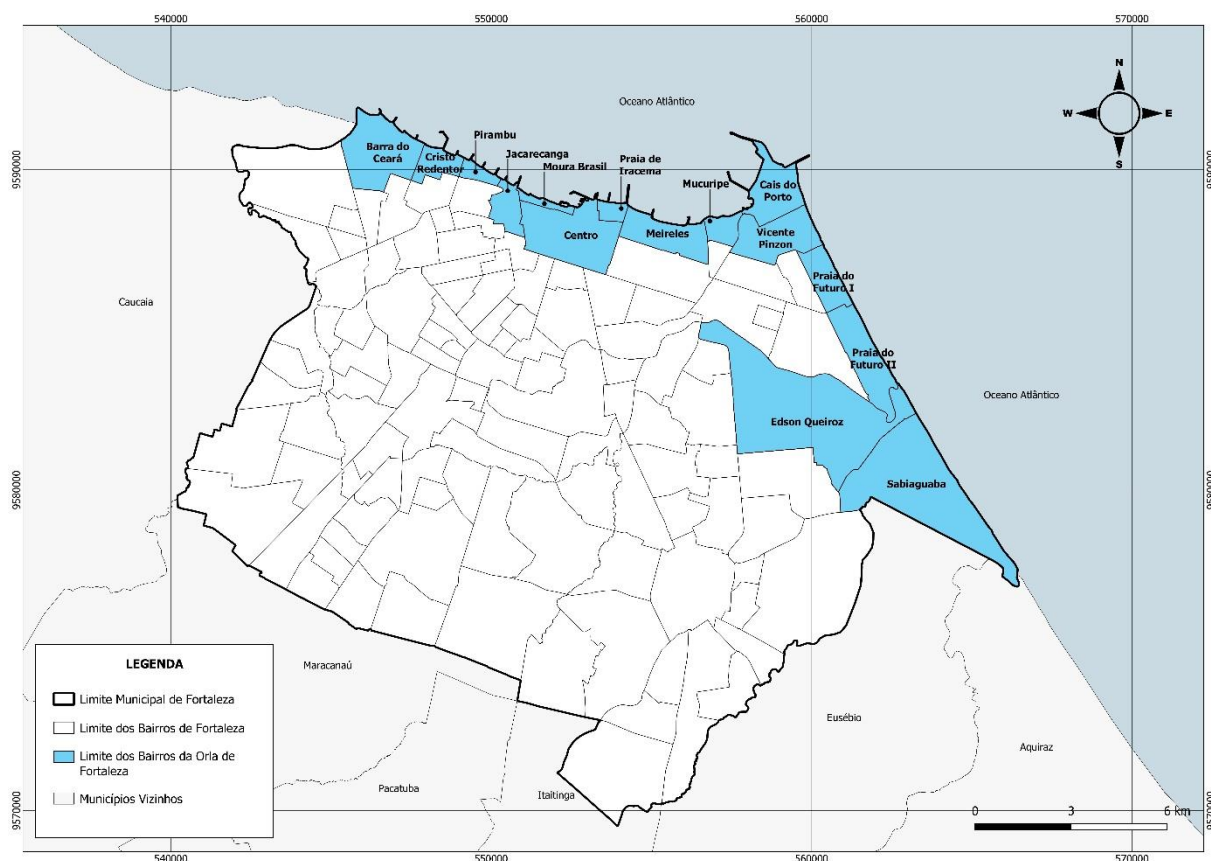 540000
550000
560000
570000
N
W
E
S
Oceano Atlântico
Pirambu
Jacarecanga
Moura Brasil
Praia de
Iracema
Mucuripe
Barra do
Ceará
Cristo
Redentor
Cais do
Porto
Centro
Meireles
Vicente
Pinzon
9590000
9590000
Praia do
Futuro I
Caucaia
Praia do
Futuro II
Oceano Atlântico
Edson Queiroz
Sabiaguaba
9580000
9580000
LEGENDA
Limite Municipal de Fortaleza
Limite dos Bairros de Fortaleza
Limite dos Bairros da Orla de
Fortaleza
Municípios Vizinhos
Maracanaú
Eusébio
Aquiraz
Pacatuba
Itaitinga
0
3
6 km
9570000
9570000
540000
550000
560000
570000